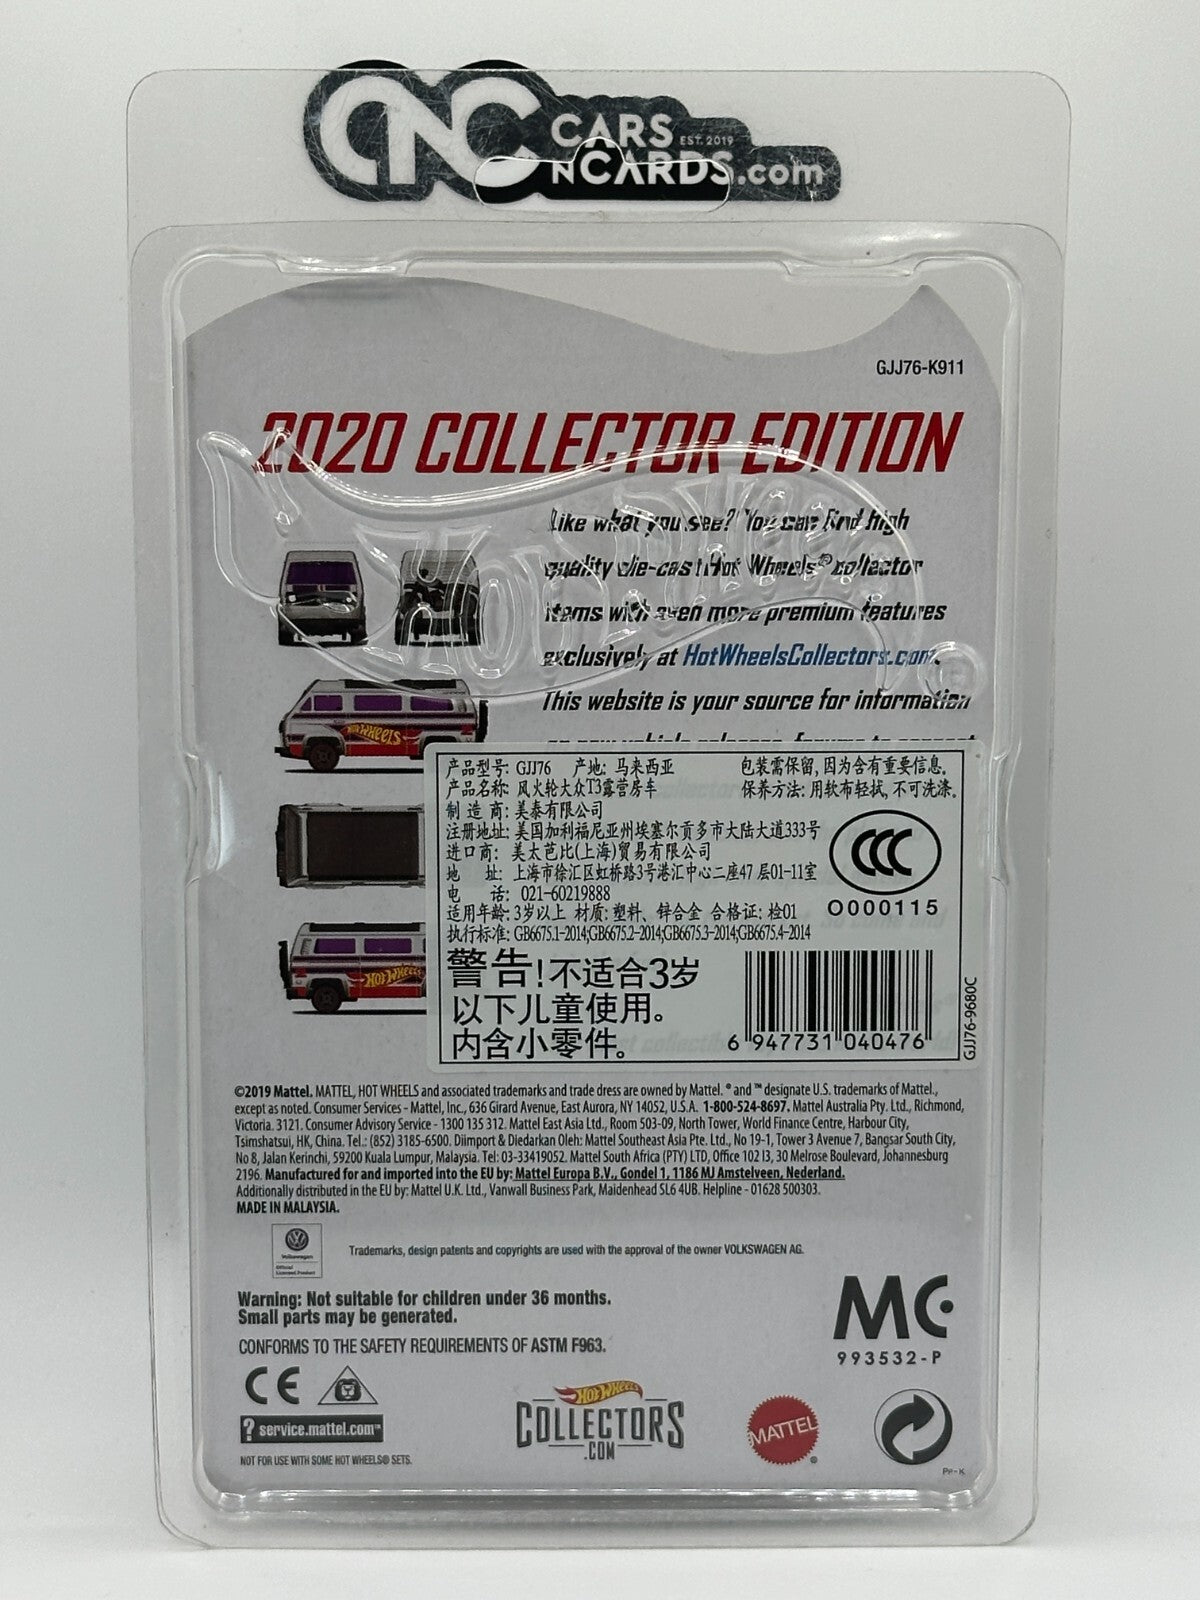 CNC CARS
EST. 2019
NCARDS.com
GJJ76-K911
2020 COLLECTOR EDITION
Like what you see? You can find high
quality die-cast Hot Wheels® collector
items with even more premium features
exclusively at HotWheelsCollectors.com.
This website is your source for information
on new vehicle releases, forums to connect
HOT WHEELS
HOT WHEELS
产品型号: GJJ76 产地: 马来西亚 包装需保留, 因为含有重要信息.
产品名称: 风火轮大众T3露营房车 保养方法: 用软布轻拭, 不可洗涤.
制造商: 美泰有限公司
注册地址: 美国加利福尼亚州埃塞尔贡多市大陆大道333号
进口商: 美太芭比(上海)贸易有限公司
地 址: 上海市徐汇区虹桥路3号港汇中心二座47层01-11室
电 话: 021-60219888
适用年龄: 3岁以上 材质: 塑料、锌合金 合格证: 检01
执行标准: GB6675.1-2014;GB6675.2-2014;GB6675.3-2014;GB6675.4-2014
CCC
O000115
警告!不适合3岁
以下儿童使用。
内含小零件。
6 947731 040476
GJJ76-9680C
©2019 Mattel. MATTEL, HOT WHEELS and associated trademarks and trade dress are owned by Mattel. ® and ™ designate U.S. trademarks of Mattel.,
except as noted. Consumer Services - Mattel, Inc., 636 Girard Avenue, East Aurora, NY 14052, U.S.A. 1-800-524-8697. Mattel Australia Pty. Ltd., Richmond,
Victoria. 3121. Consumer Advisory Service - 1300 135 312. Mattel East Asia Ltd., Room 503-09, North Tower, World Finance Centre, Harbour City,
Tsimshatsui, HK, China. Tel.: (852) 3185-6500. Diimport & Diedarkan Oleh: Mattel Southeast Asia Pte. Ltd., No 19-1, Tower 3 Avenue 7, Bangsar South City,
No 8, Jalan Kerinchi, 59200 Kuala Lumpur, Malaysia. Tel: 03-33419052. Mattel South Africa (PTY) LTD, Office 102 I3, 30 Melrose Boulevard, Johannesburg
2196. Manufactured for and imported into the EU by: Mattel Europa B.V., Gondel 1, 1186 MJ Amstelveen, Nederland.
Additionally distributed in the EU by: Mattel U.K. Ltd., Vanwall Business Park, Maidenhead SL6 4UB. Helpline - 01628 500303.
MADE IN MALAYSIA.
Volkswagen
Official
Licensed Product
Trademarks, design patents and copyrights are used with the approval of the owner VOLKSWAGEN AG.
Warning: Not suitable for children under 36 months.
Small parts may be generated.
CONFORMS TO THE SAFETY REQUIREMENTS OF ASTM F963.
MC
993532-P
CE
? service.mattel.com™
NOT FOR USE WITH SOME HOT WHEELS® SETS.
HOT WHEELS
COLLECTORS
.COM
MATTEL®
PP-K